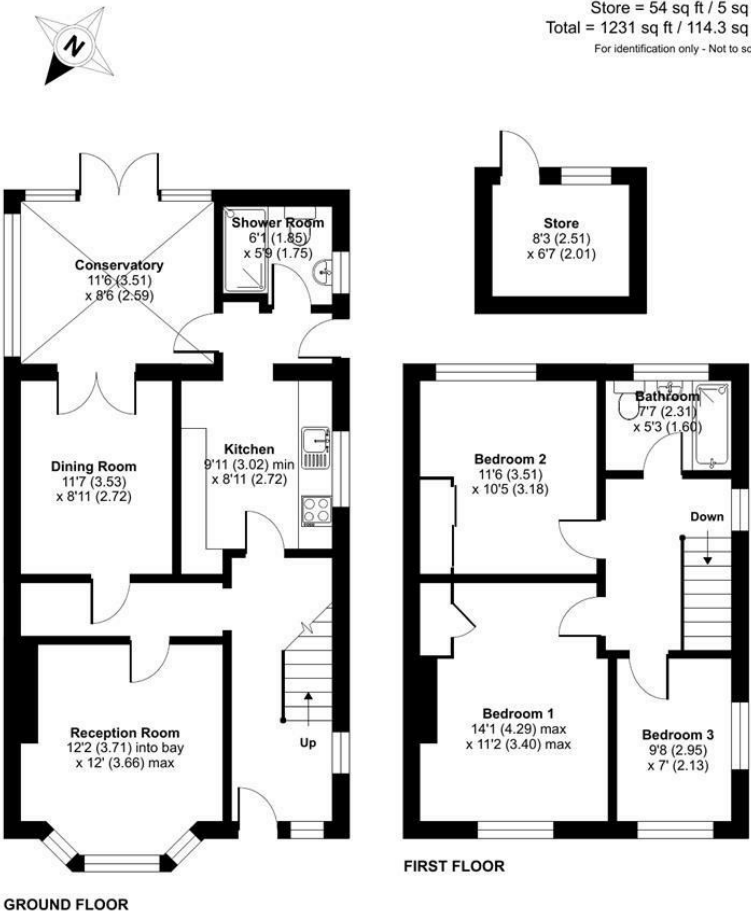 Store = 54 sq ft / 5 sq
Total = 1231 sq ft / 114.3 sq
For identification only - Not to sc
N
Store
8'3 (2.51)
x 6'7 (2.01)
Shower Room
6'1 (1.85)
x 5'9 (1.75)
Conservatory
11'6 (3.51)
x 8'6 (2.59)
Bathroom
7'7 (2.31)
x 5'3 (1.60)
Kitchen
9'11 (3.02) min
x 8'11 (2.72)
Dining Room
11'7 (3.53)
x 8'11 (2.72)
Bedroom 2
11'6 (3.51)
x 10'5 (3.18)
Down
Reception Room
12'2 (3.71) into bay
x 12' (3.66) max
Up
Bedroom 1
14'1 (4.29) max
x 11'2 (3.40) max
Bedroom 3
9'8 (2.95)
x 7' (2.13)
FIRST FLOOR
GROUND FLOOR